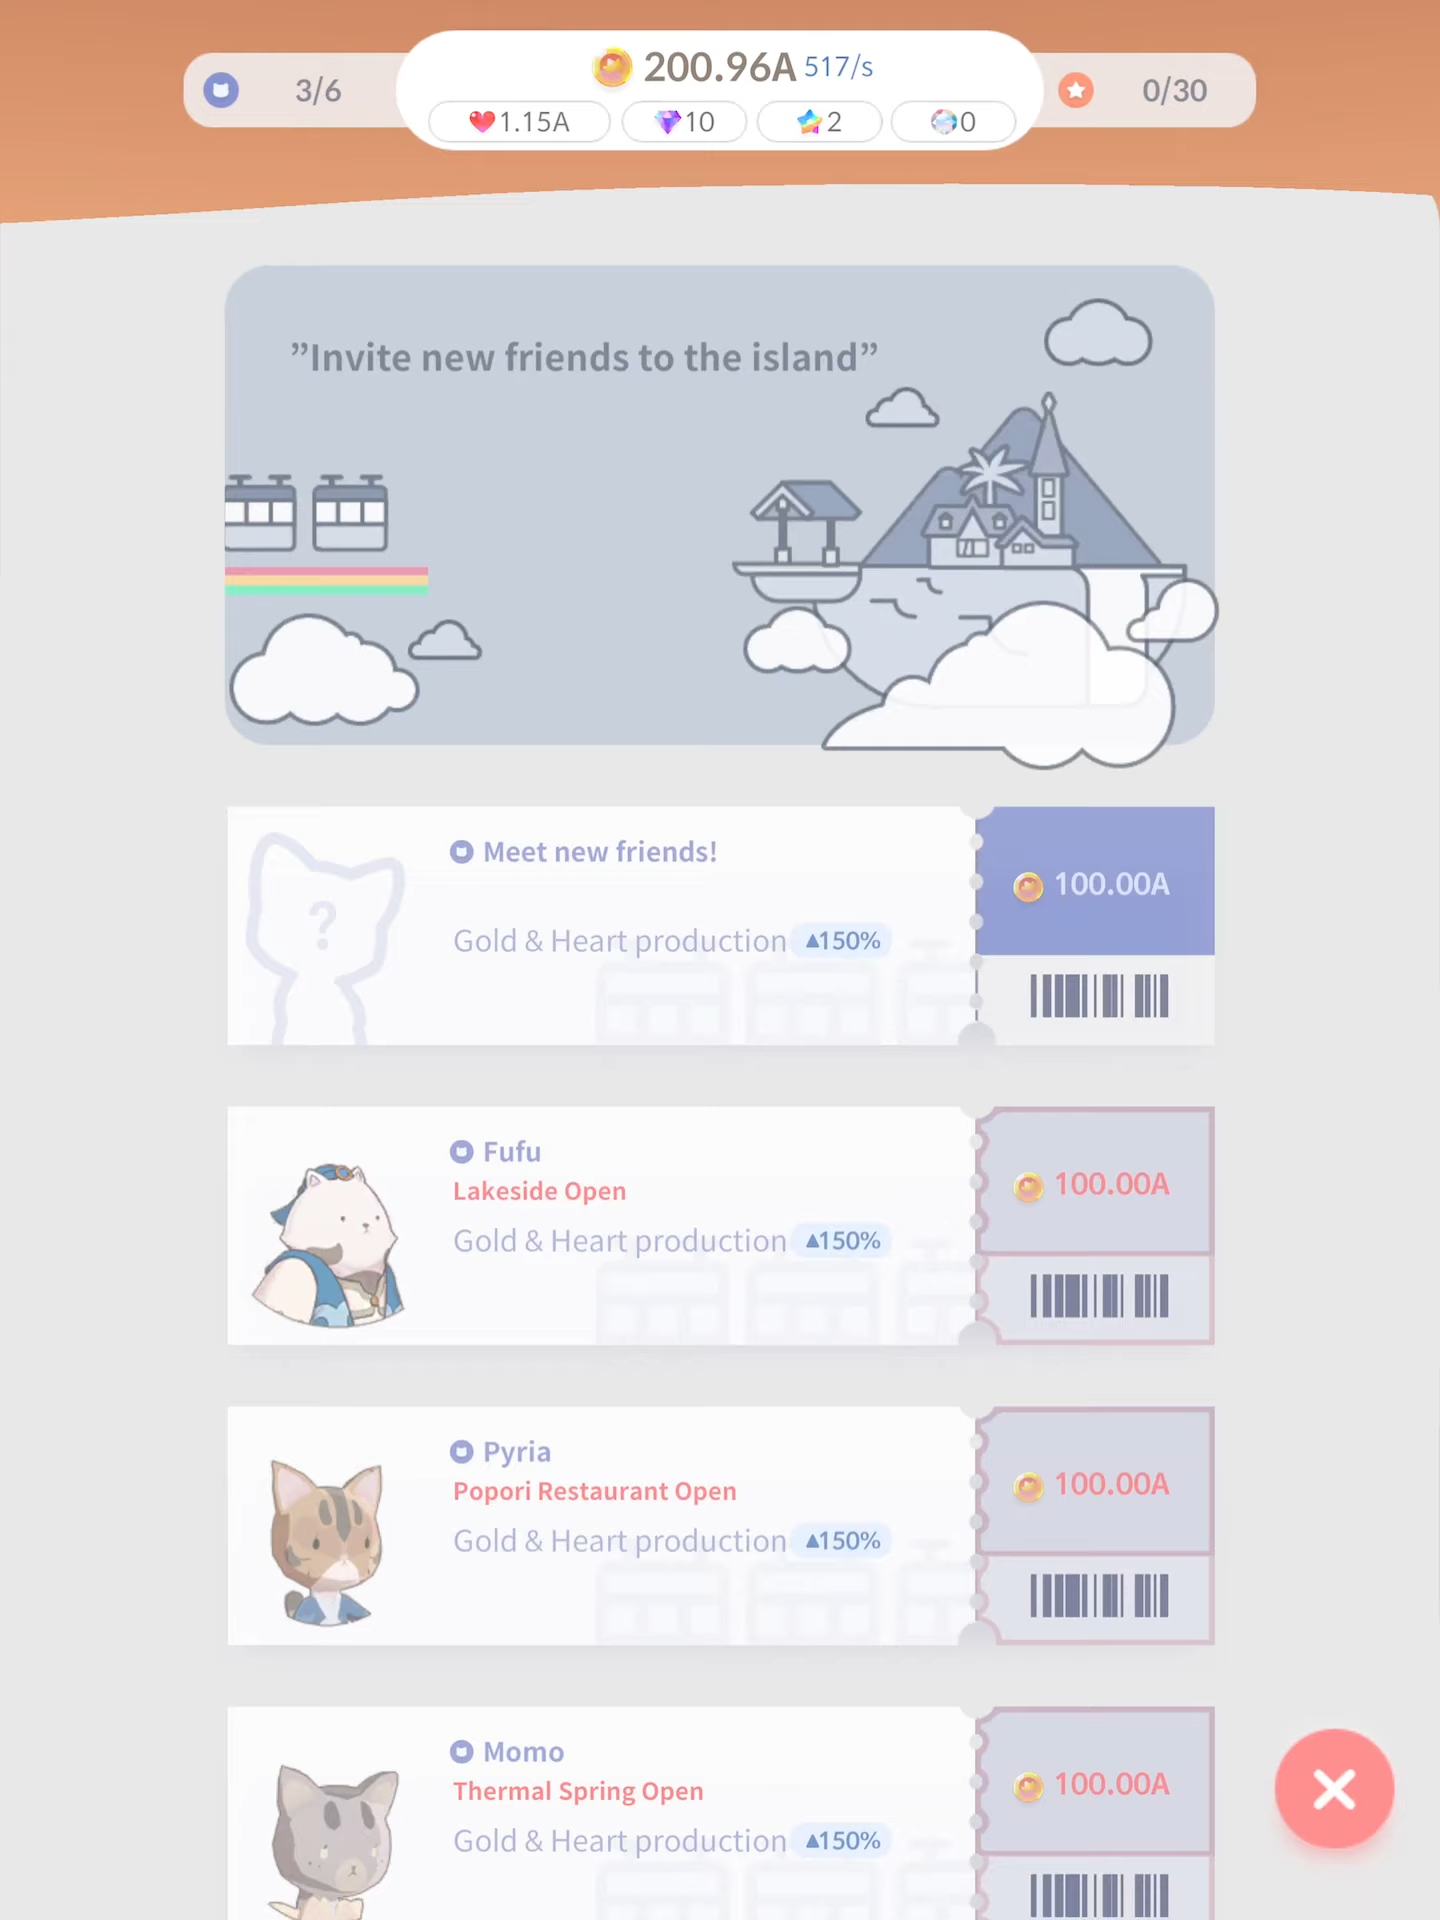 3/6
200.96A 517/s
1.15A
10
2
0
0/30
”Invite new friends to the island”
Meet new friends!
Gold & Heart production ▲150%
100.00A
?
Fufu
Lakeside Open
Gold & Heart production ▲150%
100.00A
Pyria
Popori Restaurant Open
Gold & Heart production ▲150%
100.00A
Momo
Thermal Spring Open
Gold & Heart production ▲150%
100.00A